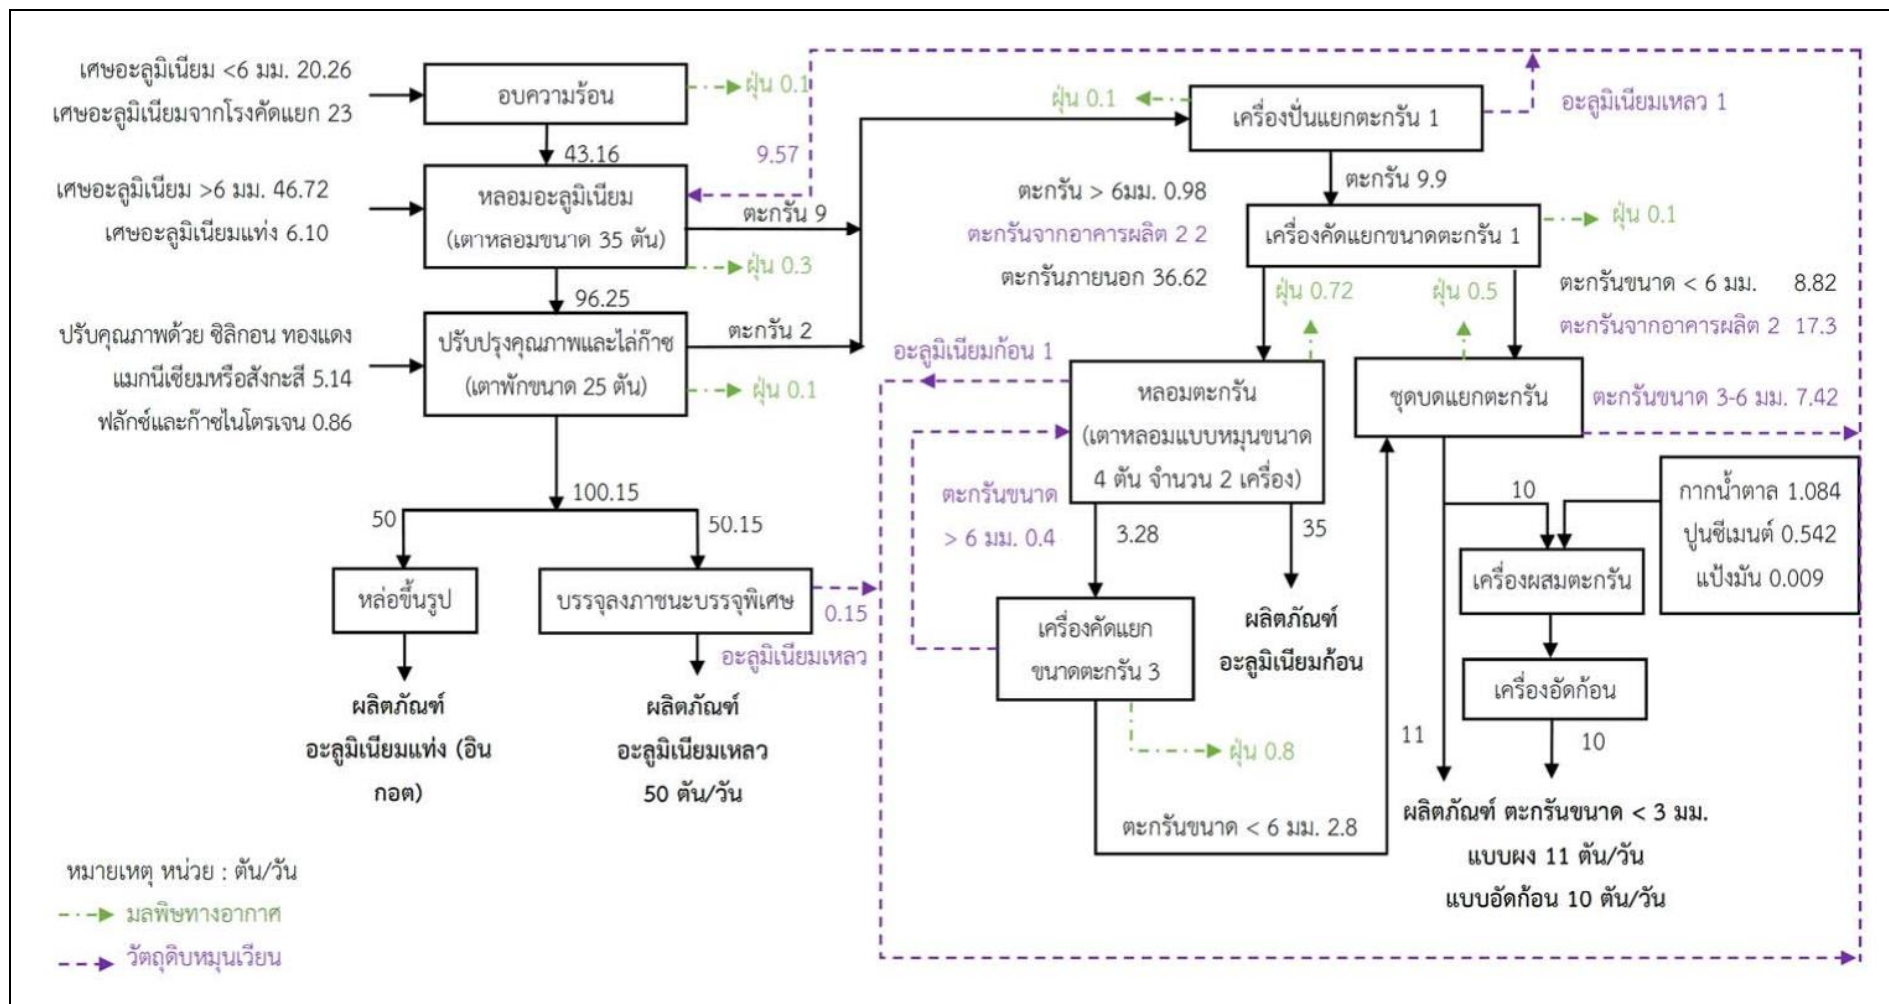 เศษอะลูมิเนียม <6 มม. 20.26
เศษอะลูมิเนียมจากโรงคัดแยก 23
อบความร้อน
ฝุ่น 0.1
43.16
9.57
เศษอะลูมิเนียม >6 มม. 46.72
เศษอะลูมิเนียมแท่ง 6.10
หลอมอะลูมิเนียม
(เตาหลอมขนาด 35 ตัน)
ตะกรัน 9
ฝุ่น 0.3
96.25
ปรับคุณภาพด้วย ซิลิกอน ทองแดง
แมกนีเซียมหรือสังกะสี 5.14
ฟลักซ์และก๊าซไนโตรเจน 0.86
ปรับปรุงคุณภาพและไล่ก๊าซ
(เตาพักขนาด 25 ตัน)
ตะกรัน 2
ฝุ่น 0.1
100.15
50
50.15
หล่อขึ้นรูป
บรรจุลงภาชนะบรรจุพิเศษ
0.15
อะลูมิเนียมเหลว
ผลิตภัณฑ์
อะลูมิเนียมแท่ง (อิน
กอต)
ผลิตภัณฑ์
อะลูมิเนียมเหลว
50 ตัน/วัน
ฝุ่น 0.1
เครื่องปั่นแยกตะกรัน 1
อะลูมิเนียมเหลว 1
ตะกรัน 9.9
ตะกรัน > 6มม. 0.98
ตะกรันจากอาคารผลิต 2 2
ตะกรันภายนอก 36.62
เครื่องคัดแยกขนาดตะกรัน 1
ฝุ่น 0.1
ฝุ่น 0.72
ฝุ่น 0.5
ตะกรันขนาด < 6 มม. 8.82
ตะกรันจากอาคารผลิต 2 17.3
อะลูมิเนียมก้อน 1
หลอมตะกรัน
(เตาหลอมแบบหมุนขนาด
4 ตัน จำนวน 2 เครื่อง)
ชุดบดแยกตะกรัน
ตะกรันขนาด 3-6 มม. 7.42
ตะกรันขนาด
> 6 มม. 0.4
3.28
35
10
กากน้ำตาล 1.084
ปูนซีเมนต์ 0.542
แป้งมัน 0.009
เครื่องผสมตะกรัน
เครื่องคัดแยก
ขนาดตะกรัน 3
ผลิตภัณฑ์
อะลูมิเนียมก้อน
เครื่องอัดก้อน
ฝุ่น 0.8
11
10
ตะกรันขนาด < 6 มม. 2.8
ผลิตภัณฑ์ ตะกรันขนาด < 3 มม.
แบบผง 11 ตัน/วัน
แบบอัดก้อน 10 ตัน/วัน
หมายเหตุ หน่วย : ตัน/วัน
มลพิษทางอากาศ
วัตถุดิบหมุนเวียน